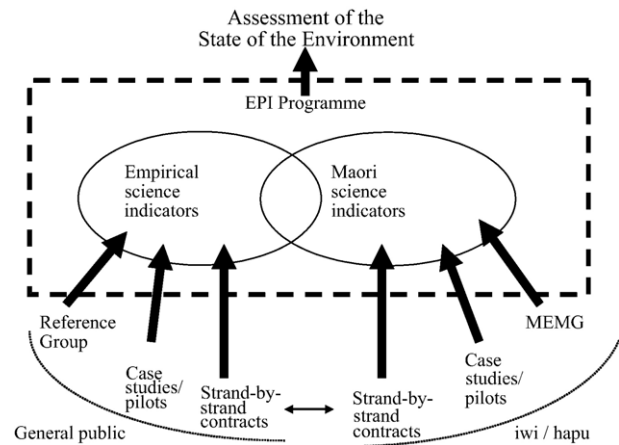 Assessment of the
State of the Environment
EPI Programme
Empirical
science
indicators
Maori
science
indicators
Reference
Group
MEMG
Case
studies/
pilots
Case
studies/
pilots
Strand-by-
strand
contracts
Strand-by-
strand
contracts
General public
iwi / hapu